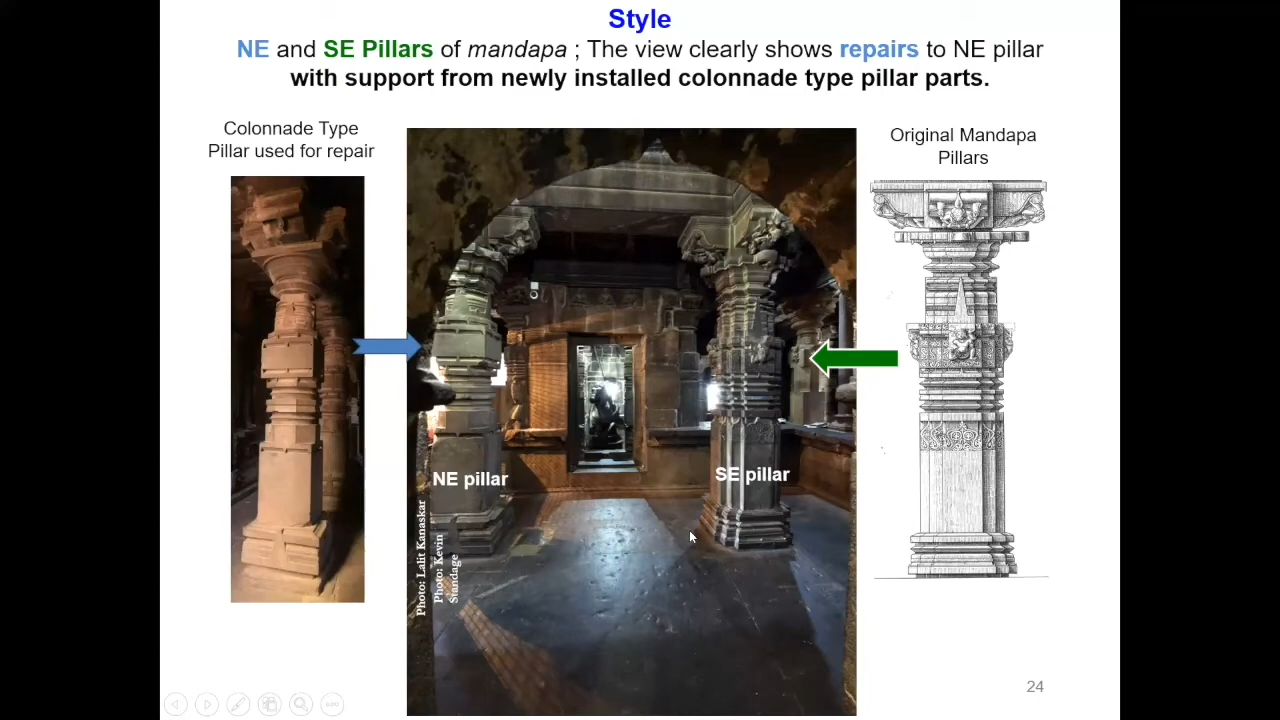 Style
NE and SE Pillars of mandapa ; The view clearly shows repairs to NE pillar
with support from newly installed colonnade type pillar parts.
Colonnade Type
Pillar used for repair
Original Mandapa
Pillars
NE pillar
SE pillar
Photo: Lalit Kanaskar
Photo: Kevin
Standage
24